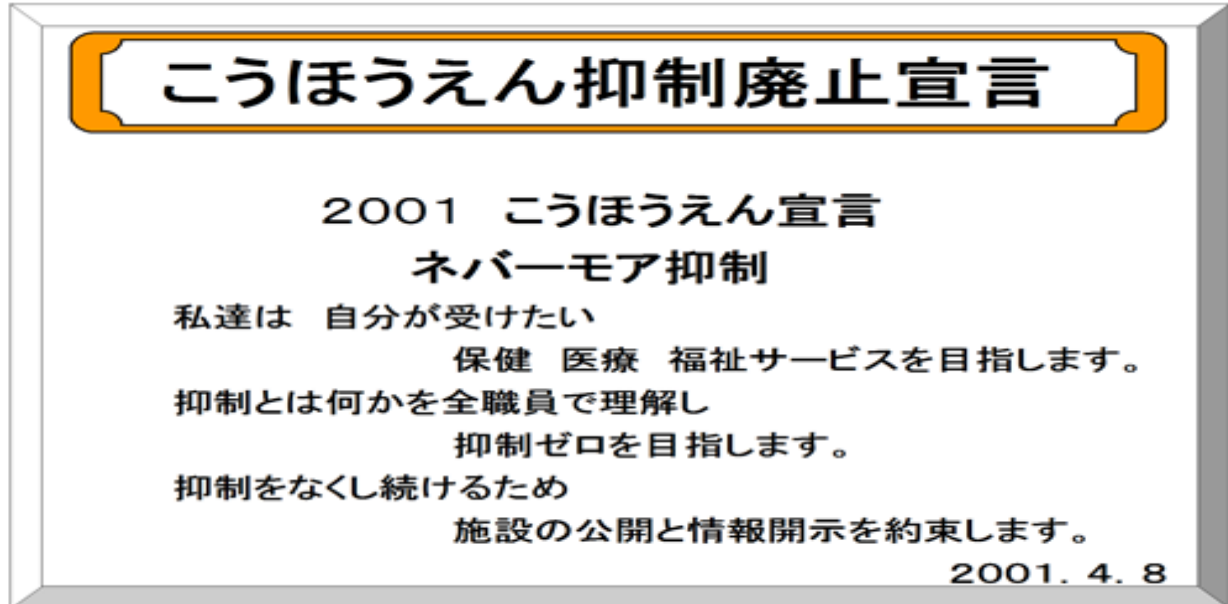 こうほうえん抑制廃止宣言
2001　こうほうえん宣言
ネバーモア抑制
私達は　自分が受けたい
保健　医療　福祉サービスを目指します。
抑制とは何かを全職員で理解し
抑制ゼロを目指します。
抑制をなくし続けるため
施設の公開と情報開示を約束します。
2001．4．8